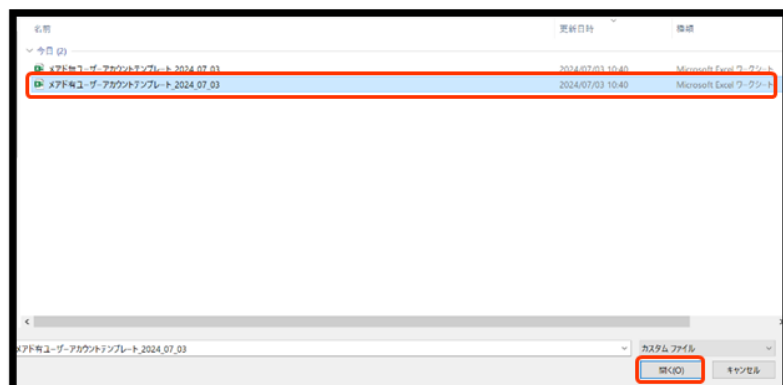 名前 更新日時 種類
今日 (2)
メアド無ユーザーアカウントテンプレート_2024_07_03 2024/07/03 10:40 Microsoft Excel ワークシート
メアド有ユーザーアカウントテンプレート_2024_07_03 2024/07/03 10:40 Microsoft Excel ワークシート
メアド有ユーザーアカウントテンプレート_2024_07_03 カスタム ファイル
開く(O) キャンセル